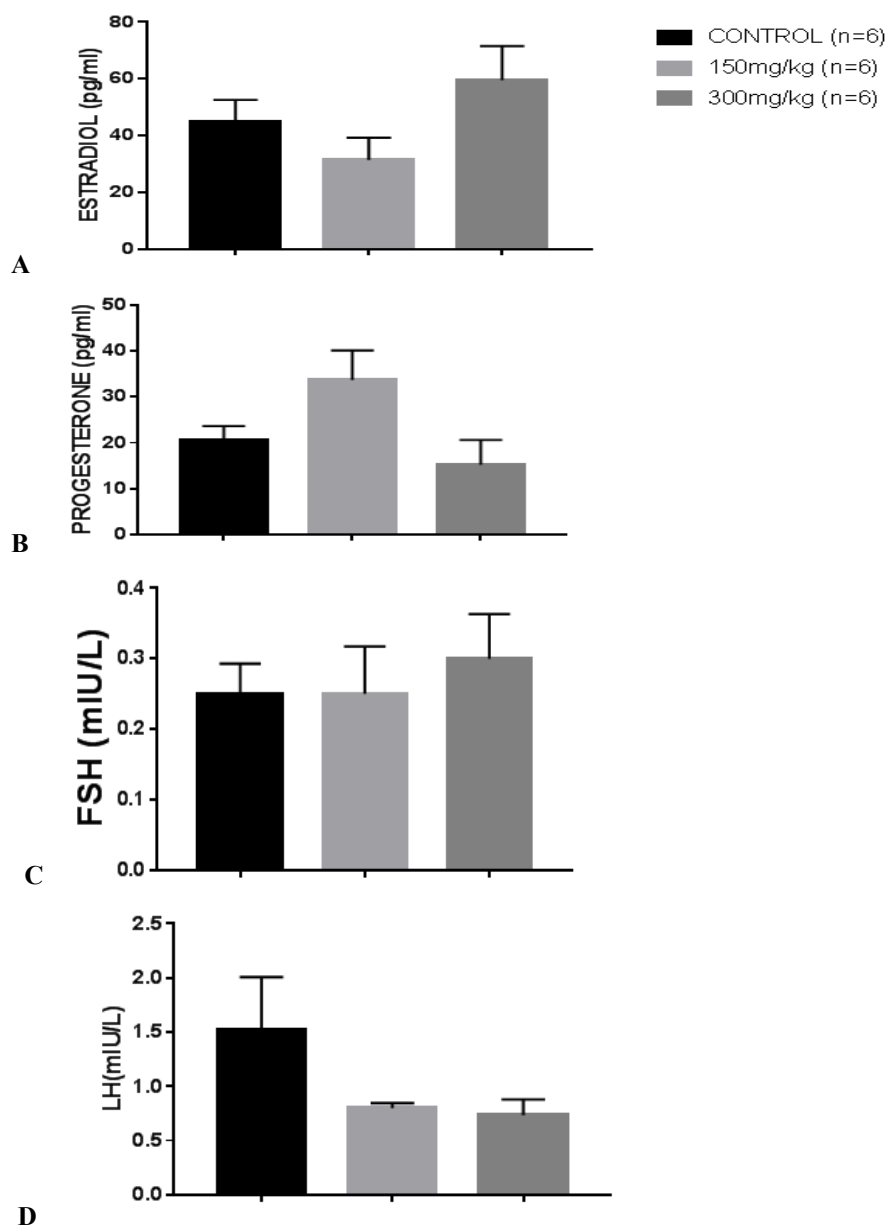 80
60
40
20
0
ESTRADIOL (pg/ml)
CONTROL (n=6)
150mg/kg (n=6)
300mg/kg (n=6)
A
50
40
30
20
10
0
PROGESTERONE (pg/ml)
B
0.4
0.3
0.2
0.1
0.0
FSH (mIU/L)
C
2.5
2.0
1.5
1.0
0.5
0.0
LH(mIU/L)
D